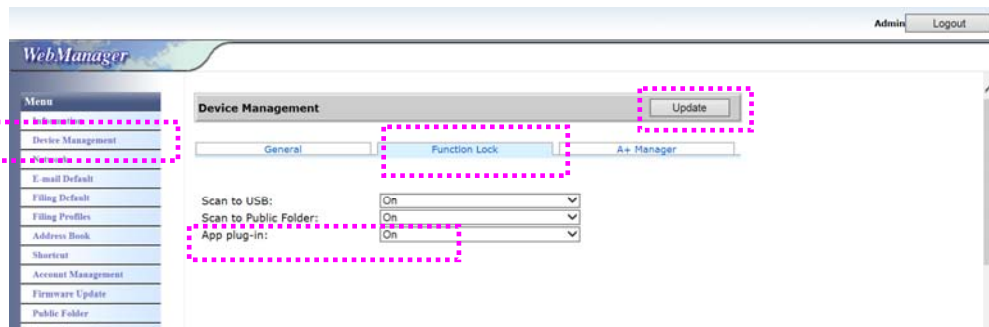 Admin Logout
WebManager
Menu
Information
Device Management
Network
E-mail Default
Filing Default
Filing Profiles
Address Book
Shortcut
Account Management
Firmware Update
Public Folder
Device Management Update
General Function Lock A+ Manager
Scan to USB: On
Scan to Public Folder: On
App plug-in: On